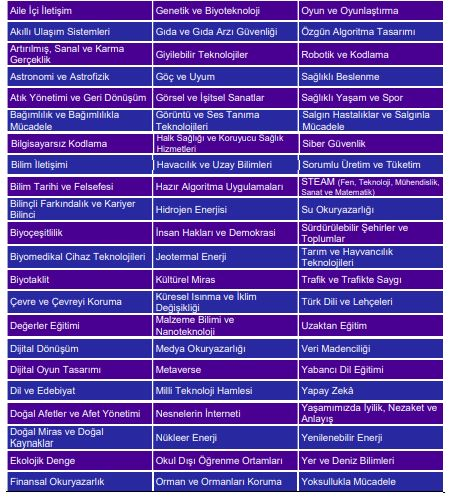 Aile İçi İletişim
Genetik ve Biyoteknoloji
Oyun ve Oyunlaştırma
Akıllı Ulaşım Sistemleri
Gıda ve Gıda Arzı Güvenliği
Özgün Algoritma Tasarımı
Artırılmış, Sanal ve Karma
Gerçeklik
Giyilebilir Teknolojiler
Robotik ve Kodlama
Astronomi ve Astrofizik
Göç ve Uyum
Sağlıklı Beslenme
Atık Yönetimi ve Geri Dönüşüm
Görsel ve İşitsel Sanatlar
Sağlıklı Yaşam ve Spor
Bağımlılık ve Bağımlılıkla
Mücadele
Görüntü ve Ses Tanıma
Teknolojileri
Salgın Hastalıklar ve Salgınla
Mücadele
Bilgisayarsız Kodlama
Halk Sağlığı ve Koruyucu Sağlık
Hizmetleri
Siber Güvenlik
Bilim İletişimi
Havacılık ve Uzay Bilimleri
Sorumlu Üretim ve Tüketim
Bilim Tarihi ve Felsefesi
Hazır Algoritma Uygulamaları
STEAM (Fen, Teknoloji, Mühendislik,
Sanat ve Matematik)
Bilinçli Farkındalık ve Kariyer
Bilinci
Hidrojen Enerjisi
Su Okuryazarlığı
Biyoçeşitlilik
İnsan Hakları ve Demokrasi
Sürdürülebilir Şehirler ve
Toplumlar
Biyomedikal Cihaz Teknolojileri
Jeotermal Enerji
Tarım ve Hayvancılık
Teknolojileri
Biyotaklit
Kültürel Miras
Trafik ve Trafikte Saygı
Çevre ve Çevreyi Koruma
Küresel Isınma ve İklim
Değişikliği
Türk Dili ve Lehçeleri
Değerler Eğitimi
Malzeme Bilimi ve
Nanoteknoloji
Uzaktan Eğitim
Dijital Dönüşüm
Medya Okuryazarlığı
Veri Madenciliği
Dijital Oyun Tasarımı
Metaverse
Yabancı Dil Eğitimi
Dil ve Edebiyat
Milli Teknoloji Hamlesi
Yapay Zekâ
Doğal Afetler ve Afet Yönetimi
Nesnelerin İnterneti
Yaşamımızda İyilik, Nezaket ve
Anlayış
Doğal Miras ve Doğal
Kaynaklar
Nükleer Enerji
Yenilenebilir Enerji
Ekolojik Denge
Okul Dışı Öğrenme Ortamları
Yer ve Deniz Bilimleri
Finansal Okuryazarlık
Orman ve Ormanları Koruma
Yoksullukla Mücadele